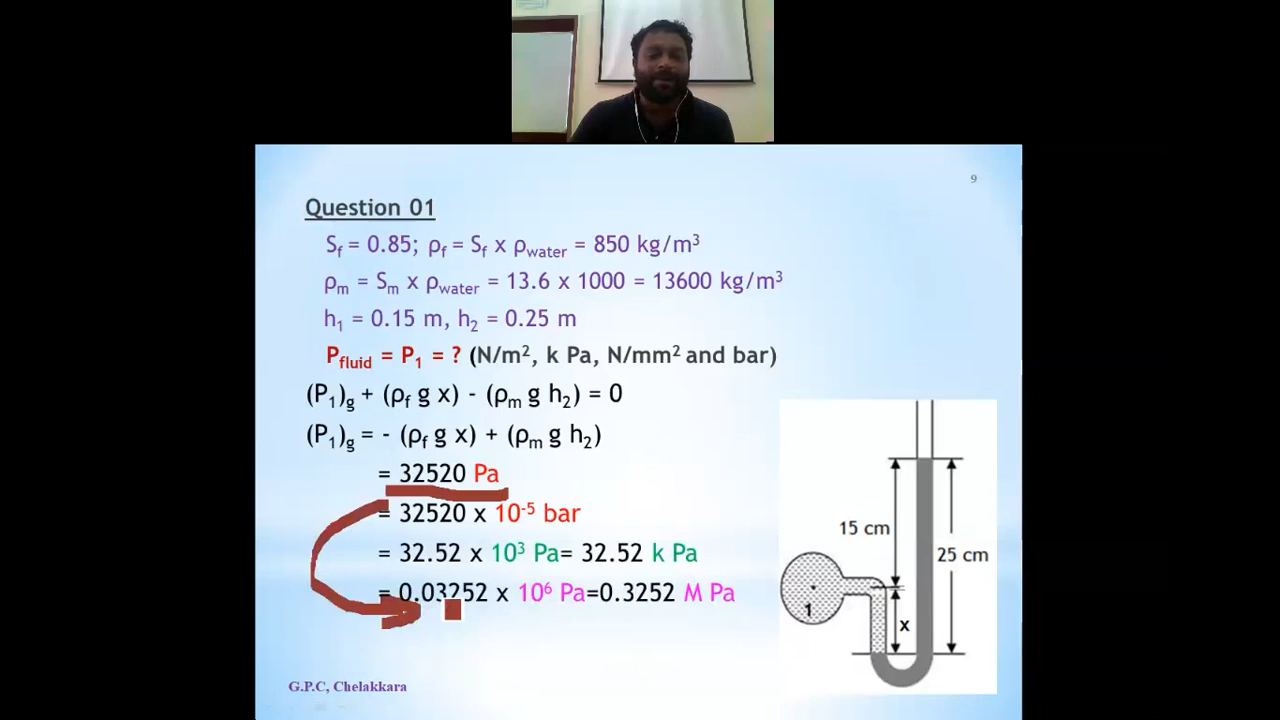 9
Question 01
S_f = 0.85; ρ_f = S_f x ρ_water = 850 kg/m³
ρ_m = S_m x ρ_water = 13.6 x 1000 = 13600 kg/m³
h₁ = 0.15 m, h₂ = 0.25 m
P_fluid = P₁ = ? (N/m², k Pa, N/mm² and bar)
(P₁)_g + (ρ_f g x) - (ρ_m g h₂) = 0
(P₁)_g = - (ρ_f g x) + (ρ_m g h₂)
= 32520 Pa
= 32520 x 10⁻⁵ bar
= 32.52 x 10³ Pa= 32.52 k Pa
= 0.03252 x 10⁶ Pa=0.3252 M Pa
15 cm
25 cm
1
x
G.P.C, Chelakkara